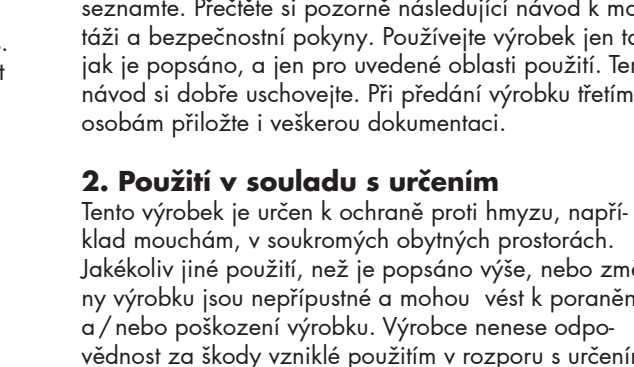 s.
t
seznamte. Přečtěte si pozorně následující návod k mo
táži a bezpečnostní pokyny. Používejte výrobek jen ta
jak je popsáno, a jen pro uvedené oblasti použití. Ten
návod si dobře uschovejte. Při předání výrobku třetím
osobám přiložte i veškerou dokumentaci.
2. Použití v souladu s určením
Tento výrobek je určen k ochraně proti hmyzu, napří-
klad mouchám, v soukromých obytných prostorách.
Jakékoliv jiné použití, než je popsáno výše, nebo změ
ny výrobku jsou nepřípustné a mohou  vést k poraněn
a/nebo poškození výrobku. Výrobce nenese odpo-
vědnost za škody vzniklé použitím v rozporu s určením